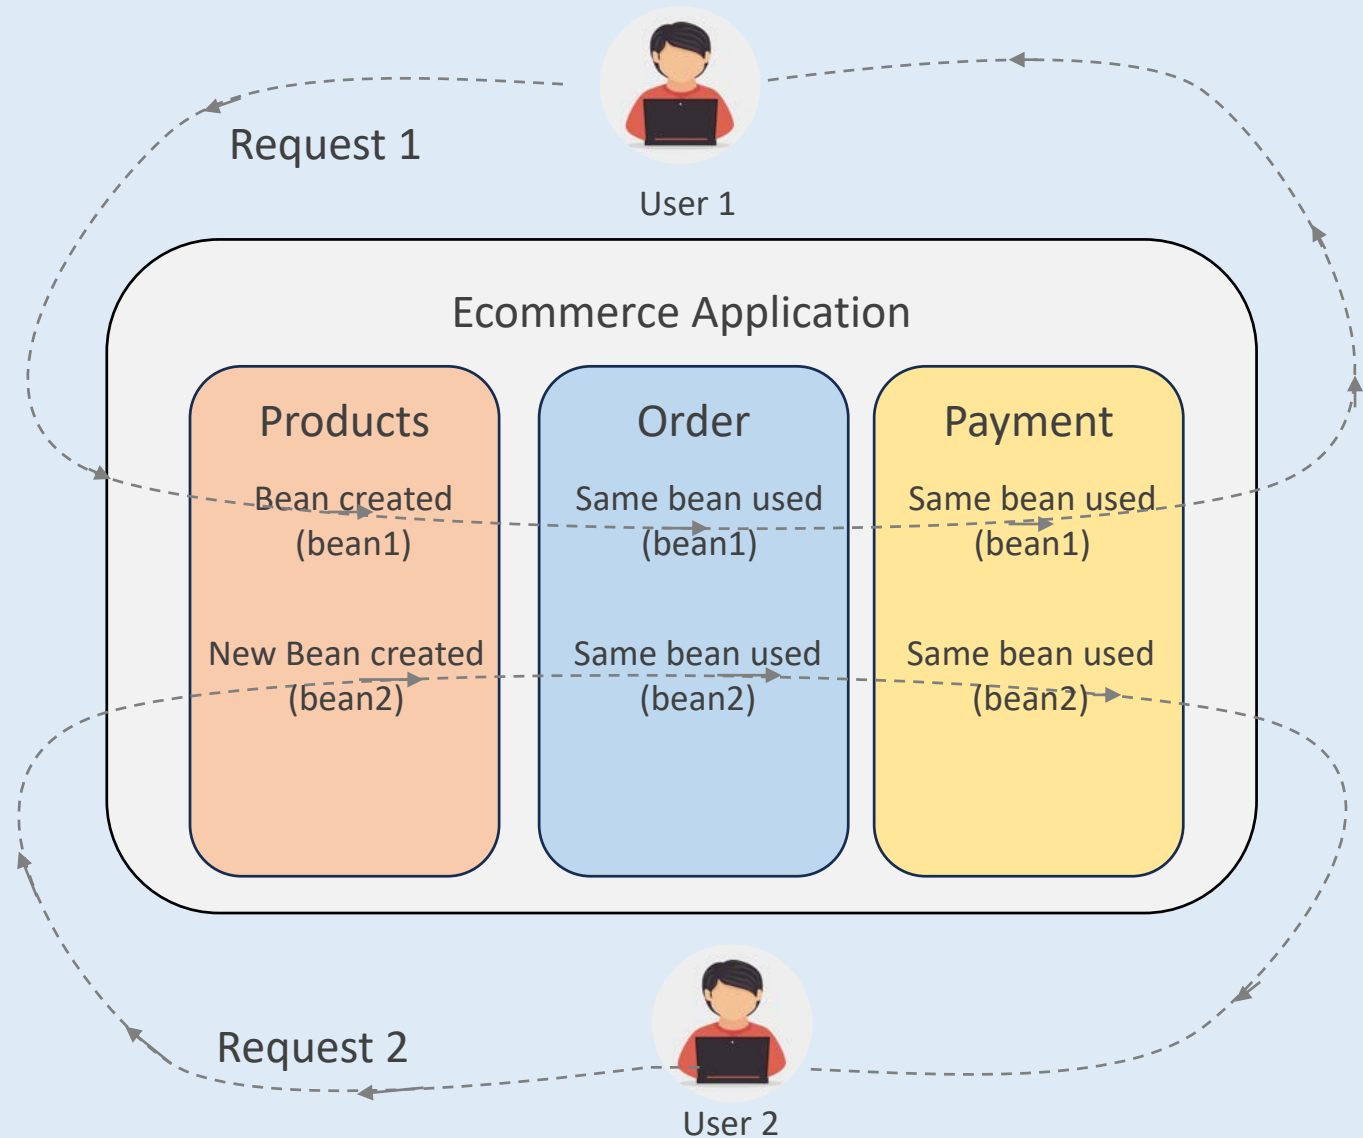 Request 1
User 1
Ecommerce Application
Products
Order
Payment
Bean created
(bean1)
Same bean used
(bean1)
Same bean used
(bean1)
New Bean created
(bean2)
Same bean used
(bean2)
Same bean used
(bean2)
Request 2
User 2